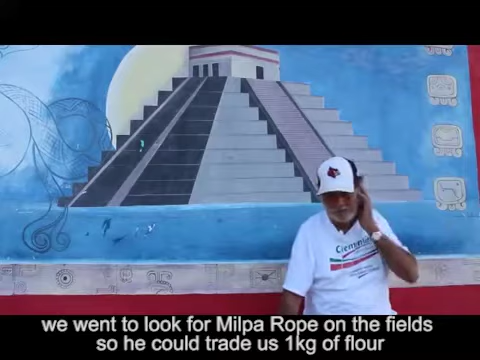 we went to look for Milpa Rope on the fields
so he could trade us 1kg of flour